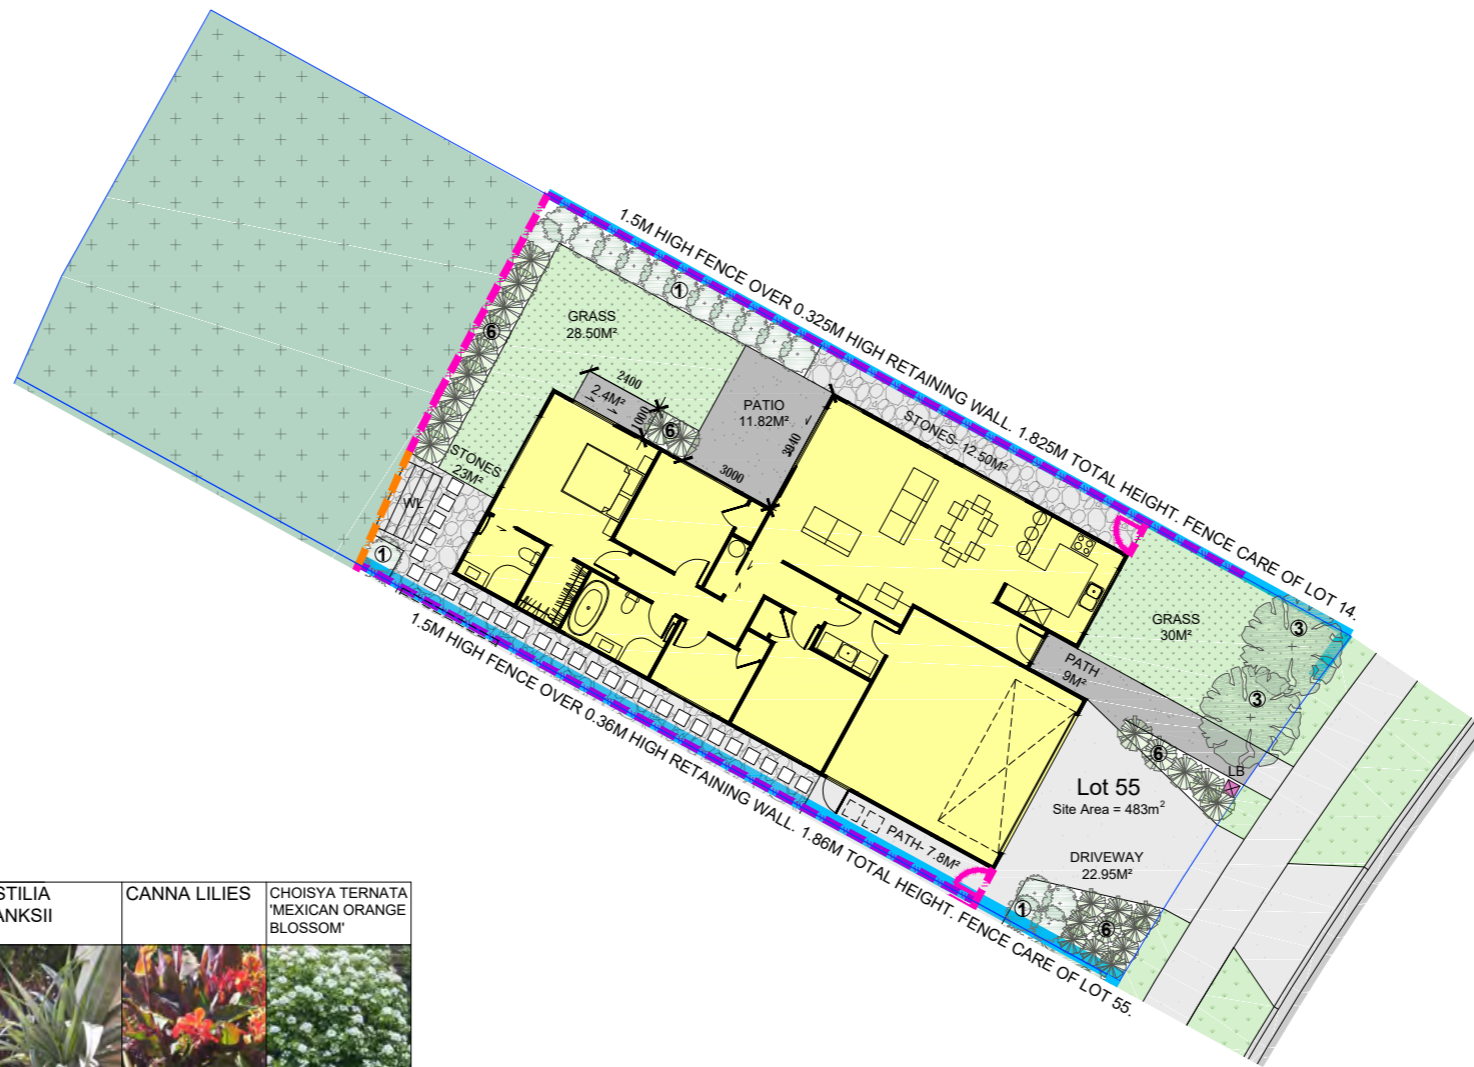 1.5M HIGH FENCE OVER 0.325M HIGH RETAINING WALL. 1.825M TOTAL HEIGHT. FENCE CARE OF LOT 14.
1
6
GRASS
28.50M²
2400
2.4M²
1000
6
PATIO
11.82M²
3040
3000
STONES- 12.50M²
STONES
23M²
WL
1
GRASS
30M²
3
3
PATH
9M²
6
LB
Lot 55
Site Area = 483m²
DRIVEWAY
22.95M²
PATH- 7.8M²
1
6
1.5M HIGH FENCE OVER 0.36M HIGH RETAINING WALL. 1.86M TOTAL HEIGHT. FENCE CARE OF LOT 55.
STILIA
ANKSII
CANNA LILIES
CHOISYA TERNATA
'MEXICAN ORANGE
BLOSSOM'